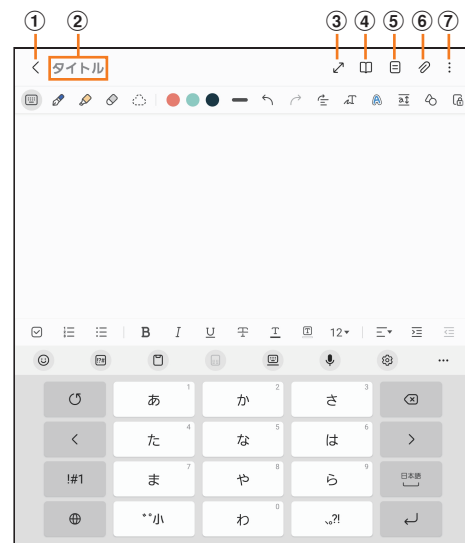 ① ② ③ ④ ⑤ ⑥ ⑦
タイトル
B I U T T T 12
1 2 3
あ か さ
4 5 6
た な は
7 8 9
!#1 ま や ら 日本語
0
゛゜小 わ 、。?!